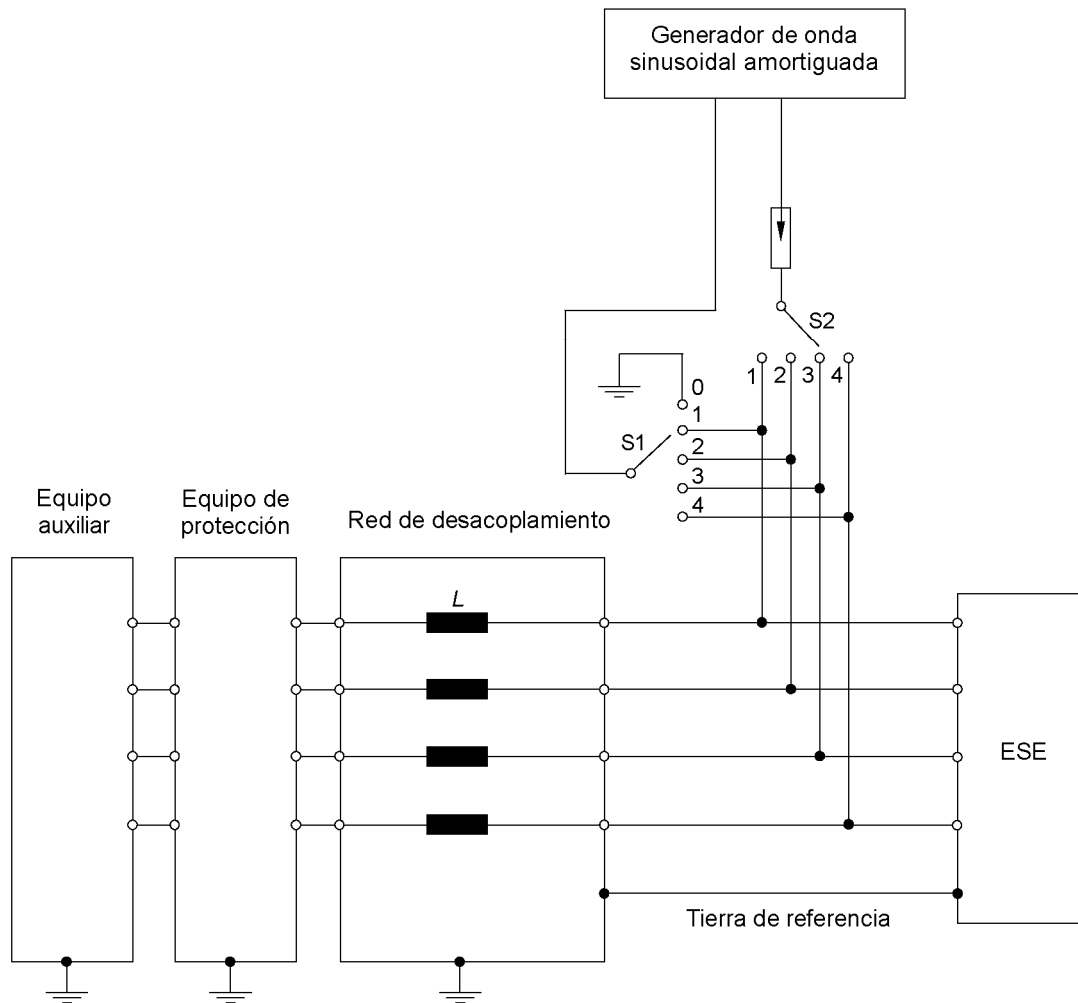 Generador de onda
sinusoidal amortiguada
S2
1
2
3
4
0
1
S1
2
3
4
Equipo
auxiliar
Equipo de
protección
Red de desacoplamiento
L
ESE
Tierra de referencia